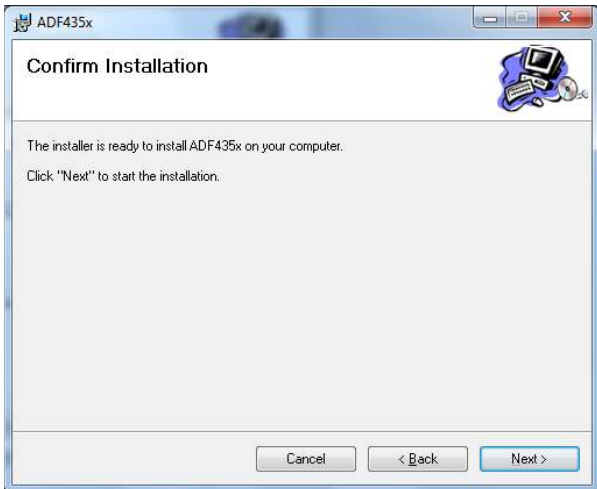 ADF435x
Confirm Installation
The installer is ready to install ADF435x on your computer.
Click "Next" to start the installation.
Cancel
< Back
Next >